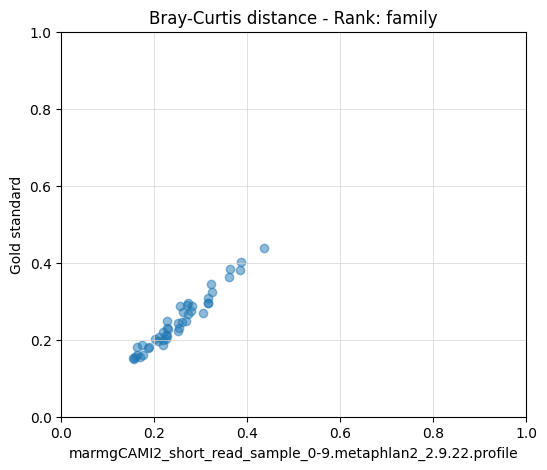 Bray-Curtis distance - Rank: family
1.0
0.8
0.6
0.4
0.2
0.0
Gold standard
0.0 0.2 0.4 0.6 0.8 1.0
marmgCAMI2_short_read_sample_0-9.metaphlan2_2.9.22.profile